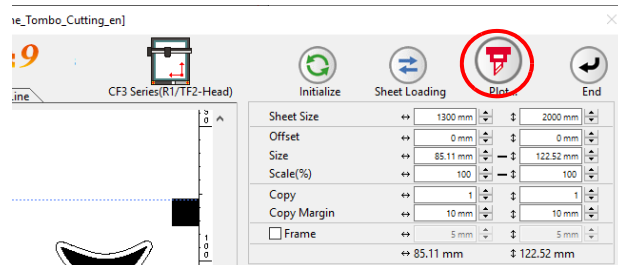 ne_Tombo_Cutting_en]
:9
CF3 Series(R1/TF2-Head)
Initialize
Sheet Loading
Plot...
End
Line
Sheet Size 1300 mm 2000 mm
Offset 0 mm 0 mm
Size 85.11 mm 122.52 mm
Scale(%) 100 100
Copy 1 1
Copy Margin 10 mm 10 mm
Frame 5 mm 5 mm
85.11 mm 122.52 mm